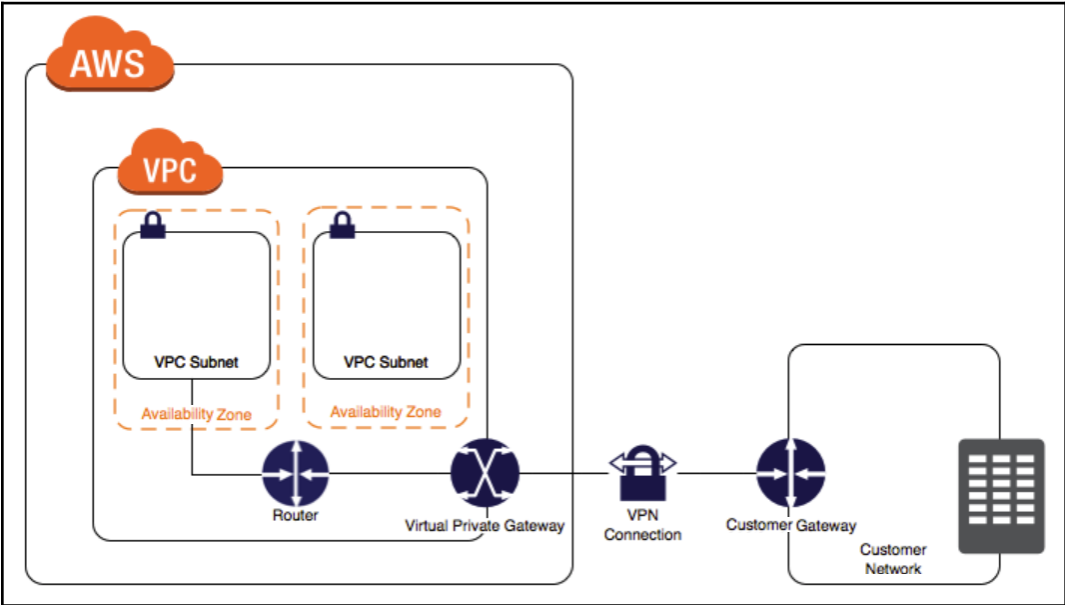 AWS
VPC
VPC Subnet
VPC Subnet
Availability Zone
Availability Zone
Router
Virtual Private Gateway
VPN
Connection
Customer Gateway
Customer
Network